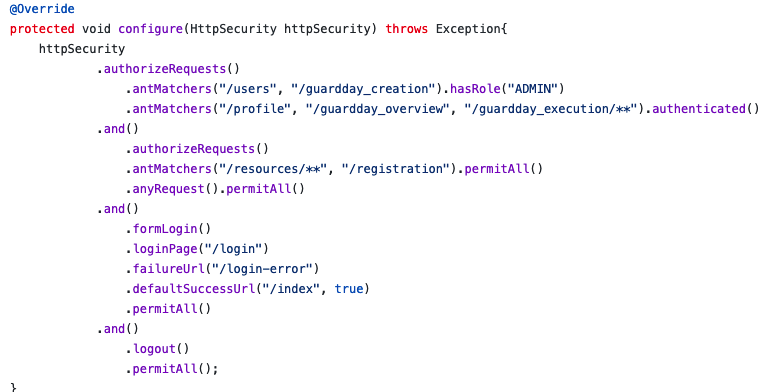 @Override
protected void configure(HttpSecurity httpSecurity) throws Exception{
    httpSecurity
            .authorizeRequests()
                .antMatchers("/users", "/guardday_creation").hasRole("ADMIN")
                .antMatchers("/profile", "/guardday_overview", "/guardday_execution/**").authenticated()
            .and()
                .authorizeRequests()
                .antMatchers("/resources/**", "/registration").permitAll()
                .anyRequest().permitAll()
            .and()
                .formLogin()
                .loginPage("/login")
                .failureUrl("/login-error")
                .defaultSuccessUrl("/index", true)
                .permitAll()
            .and()
                .logout()
                .permitAll();
}